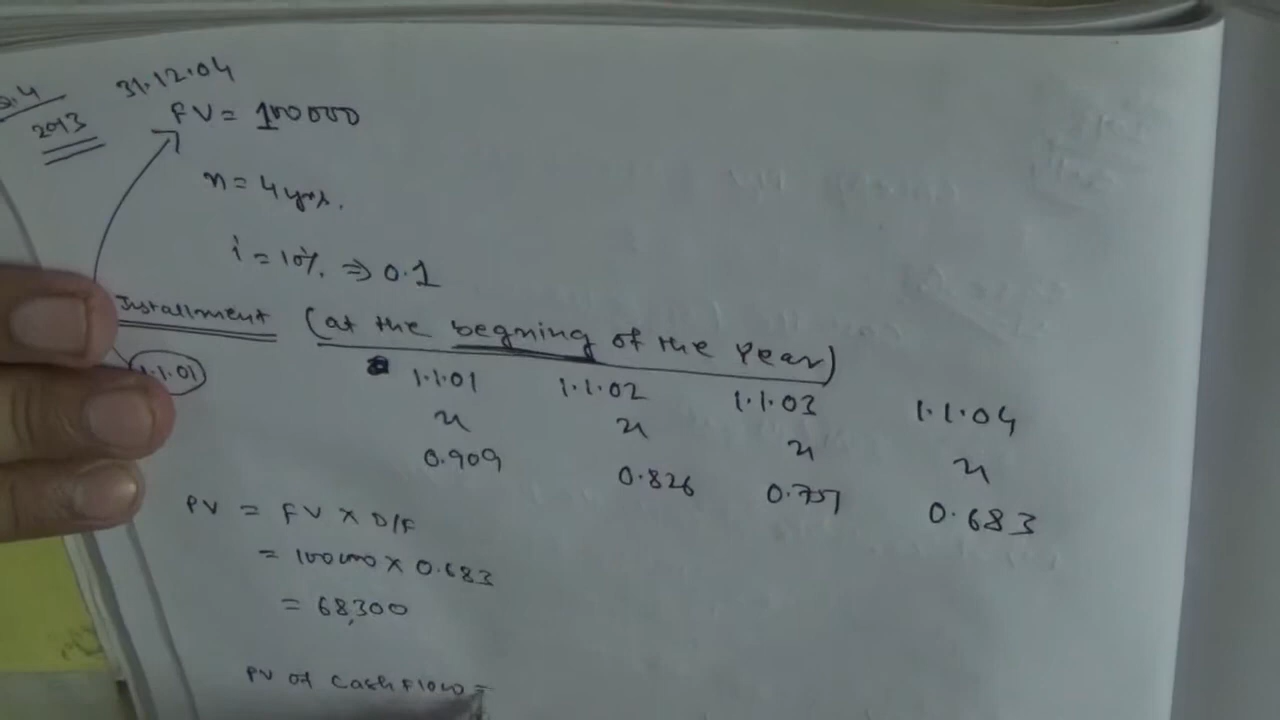 Q.4
2013
31.12.04
FV = 100000
n = 4 yrs.
i = 10% ⇒ 0.1
Installment (at the begning of the year)
1.1.01
1.1.01 1.1.02 1.1.03 1.1.04
x x x x
0.909 0.826 0.751 0.683
PV = FV X D/F
= 100000 X 0.683
= 68,300
PV of cash flow =